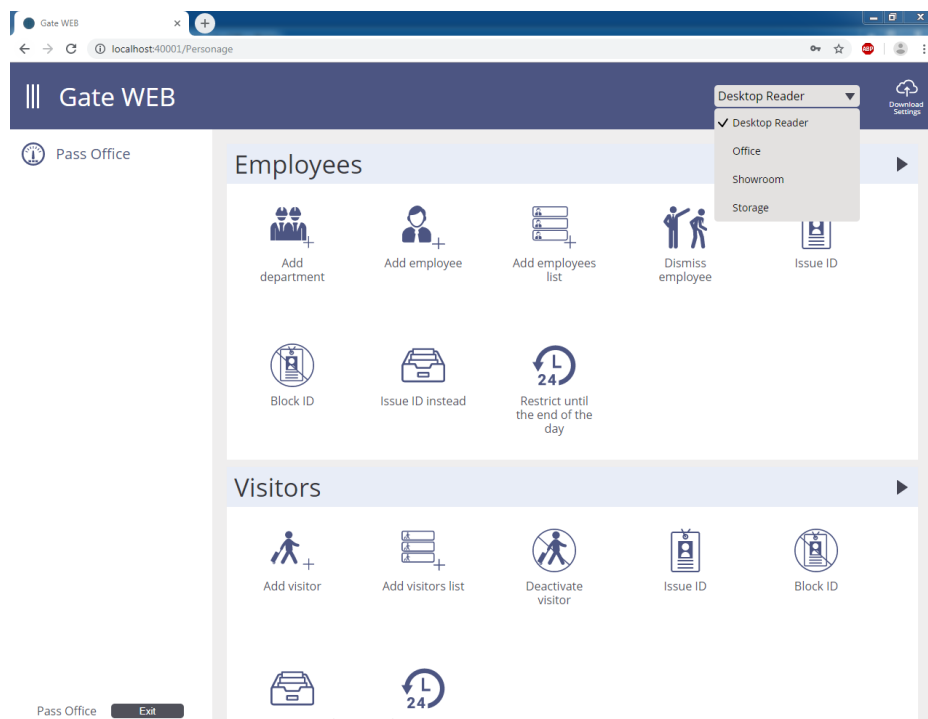 Gate WEB
localhost:40001/Personage
ABP
Gate WEB
Desktop Reader
Download
Settings
Desktop Reader
Office
Showroom
Storage
Pass Office
Employees
Add
department
Add employee
Add employees
list
Dismiss
employee
Issue ID
Block ID
Issue ID instead
24
Restrict until
the end of the
day
Visitors
Add visitor
Add visitors list
Deactivate
visitor
Issue ID
Block ID
24
Pass Office
Exit